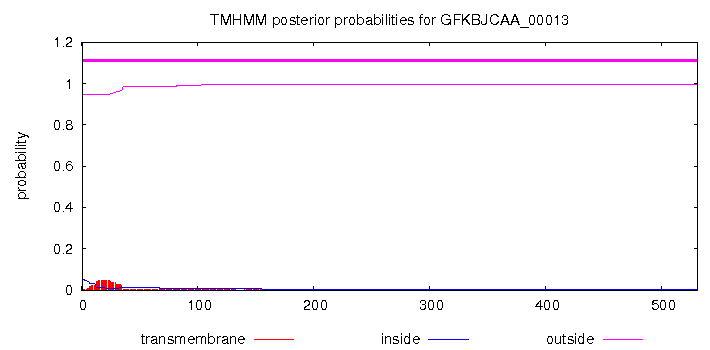 TMHMM posterior probabilities for GFKBJCAA_00013
1.2
1
0.8
0.6
0.4
0.2
0
probability
0 100 200 300 400 500
transmembrane inside outside